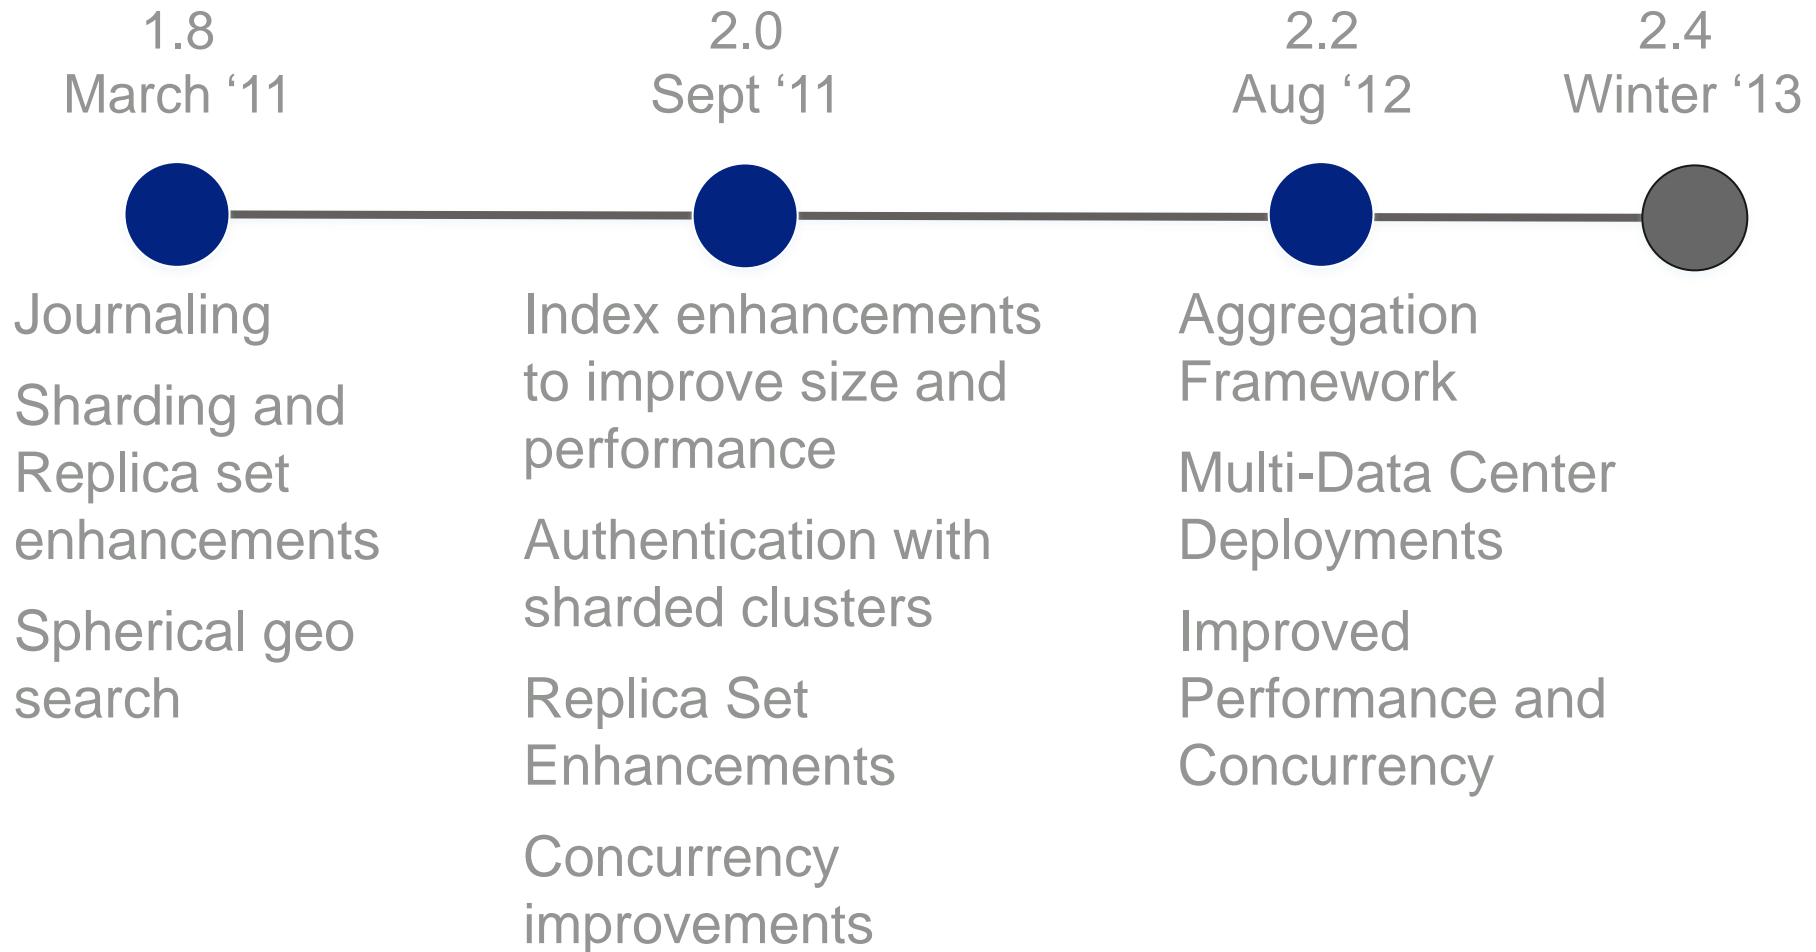 1.8
March ‘11
2.0
Sept ‘11
2.2
Aug ‘12
2.4
Winter ‘13
Journaling
Sharding and
Replica set
enhancements
Spherical geo
search
Index enhancements
to improve size and
performance
Authentication with
sharded clusters
Replica Set
Enhancements
Concurrency
improvements
Aggregation
Framework
Multi-Data Center
Deployments
Improved
Performance and
Concurrency